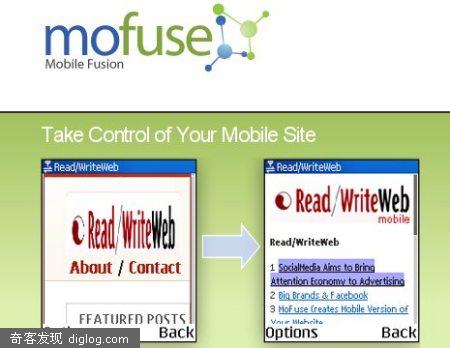 mofuse
Mobile Fusion
Take Control of Your Mobile Site
Read/WriteWeb
Read/WriteWeb
About / Contact
FEATURED POSTS
Back
Read/WriteWeb
Read/WriteWeb
mobile
Read/WriteWeb
1 SocialMedia Aims to Bring
Attention Economy to Advertising
2 Big Brands & Facebook
3 MoFuse Creates Mobile Version of
Your Website
Options Back
奇客发现 diglog.com